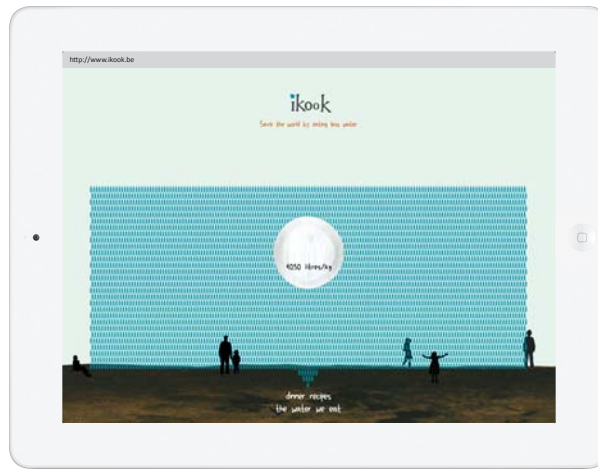 http://www.ikook.be
ikook
Save the world by eating less water
4050 litres/kg
dinner recipes
the water we eat